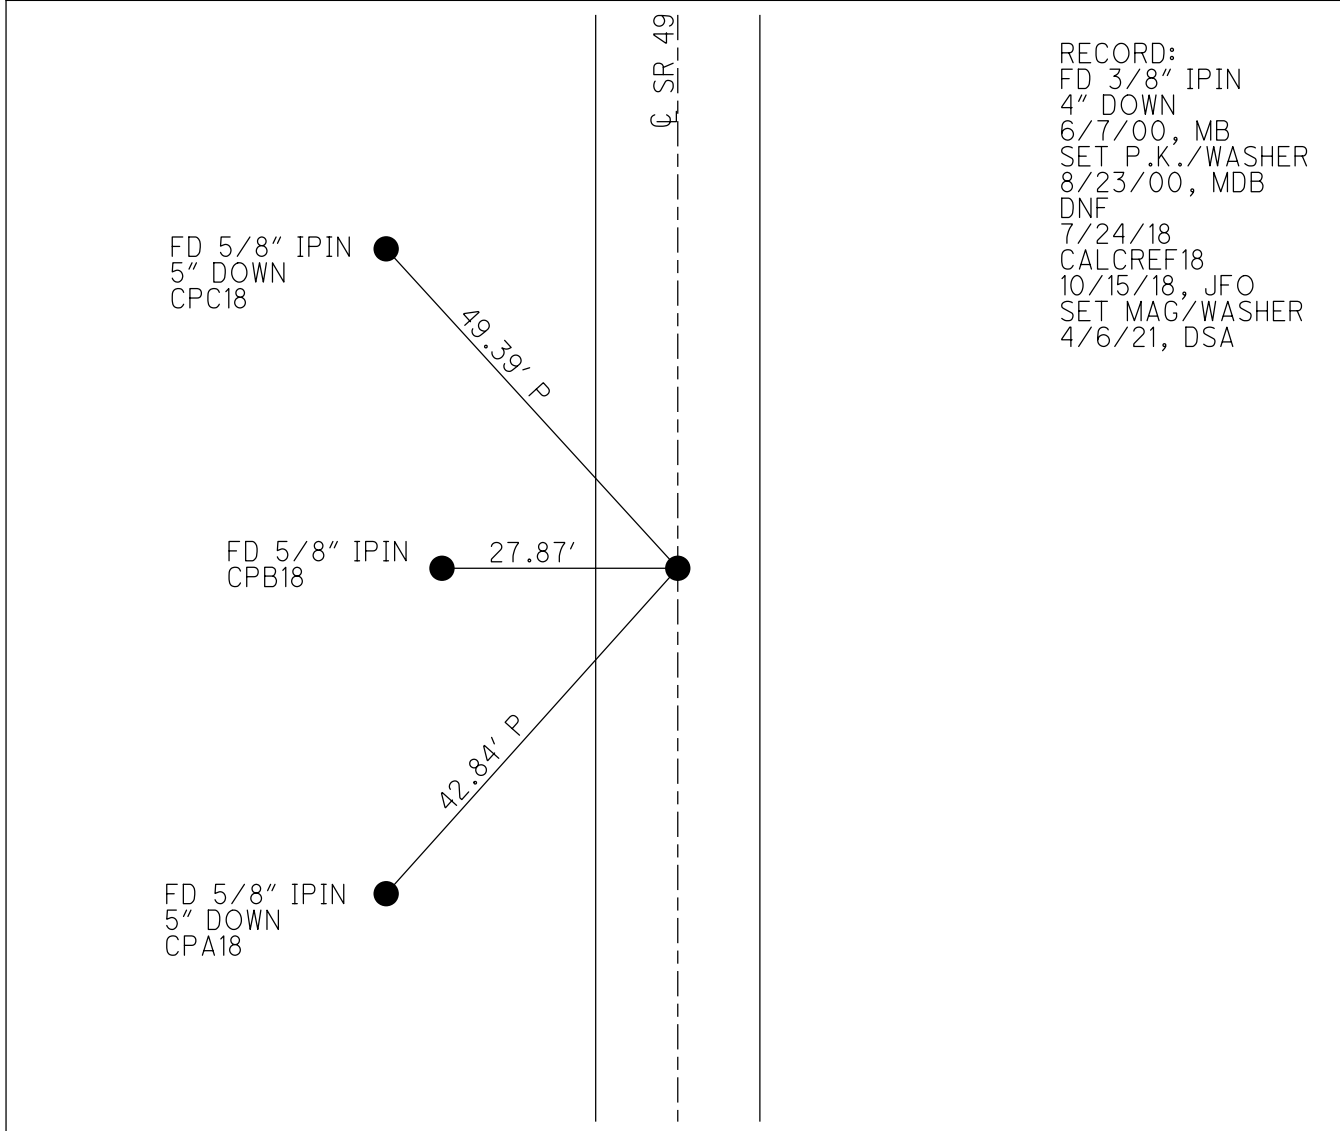 ℄ SR 49
RECORD:
FD 3/8" IPIN
4" DOWN
6/7/00, MB
SET P.K./WASHER
8/23/00, MDB
DNF
7/24/18
CALCREF18
10/15/18, JFO
SET MAG/WASHER
4/6/21, DSA
FD 5/8" IPIN
5" DOWN
CPC18
49.39' P
FD 5/8" IPIN
CPB18
27.87'
42.84' P
FD 5/8" IPIN
5" DOWN
CPA18